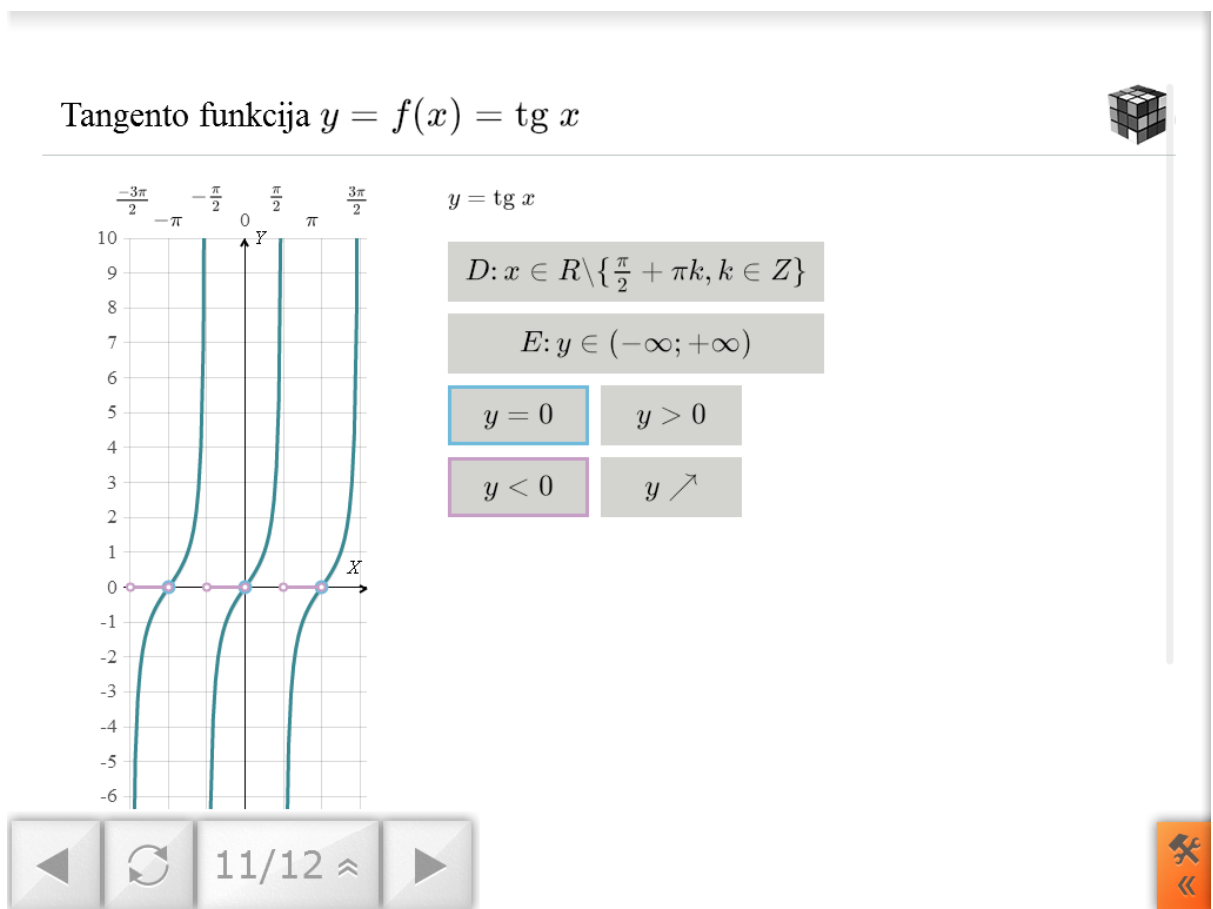 Tangento funkcija y = f(x) = tg x
−3π/2 −π/2 π/2 3π/2
−π 0 π
y = tg x
10 Y
9
8
7
6
5
4
3
2
1
X
0
-1
-2
-3
-4
-5
-6
D: x ∈ R\{π/2 + πk, k ∈ Z}
E: y ∈ (−∞; +∞)
y = 0 y > 0
y < 0 y ↗
11/12